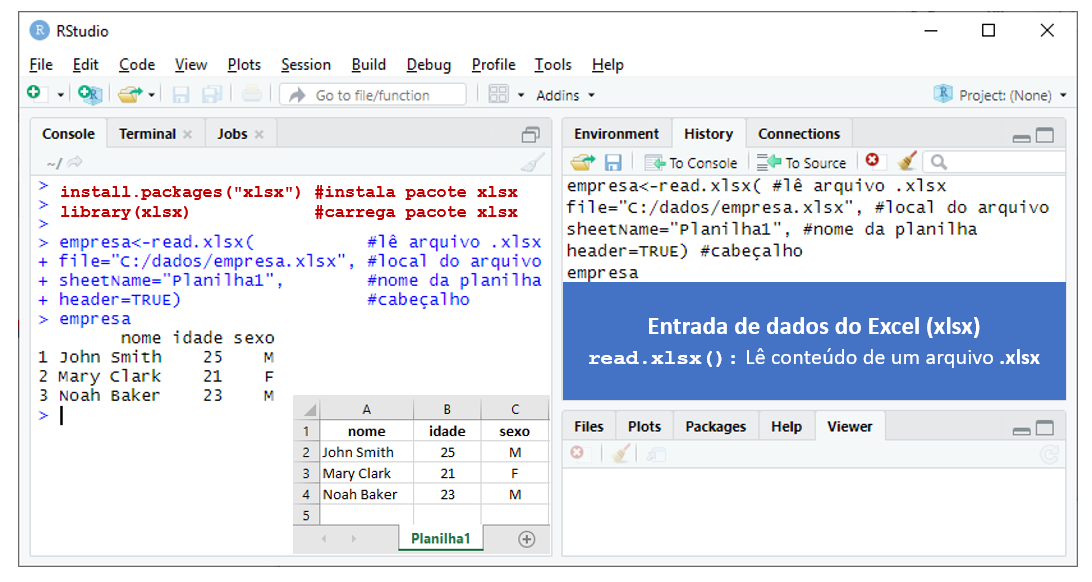 RStudio
File Edit Code View Plots Session Build Debug Profile Tools Help
Go to file/function Addins Project: (None)
Console Terminal Jobs
~/
> install.packages("xlsx") #instala pacote xlsx
> library(xlsx) #carrega pacote xlsx
>
> empresa<-read.xlsx( #lê arquivo .xlsx
+ file="C:/dados/empresa.xlsx", #local do arquivo
+ sheetName="Planilha1", #nome da planilha
+ header=TRUE) #cabeçalho
> empresa
nome idade sexo
1 John Smith 25 M
2 Mary Clark 21 F
3 Noah Baker 23 M
>
A B C
1 nome idade sexo
2 John Smith 25 M
3 Mary Clark 21 F
4 Noah Baker 23 M
5
Planilha1
Environment History Connections
To Console To Source
empresa<-read.xlsx( #lê arquivo .xlsx
file="C:/dados/empresa.xlsx", #local do arquivo
sheetName="Planilha1", #nome da planilha
header=TRUE) #cabeçalho
empresa
Entrada de dados do Excel (xlsx)
read.xlsx(): Lê conteúdo de um arquivo .xlsx
Files Plots Packages Help Viewer